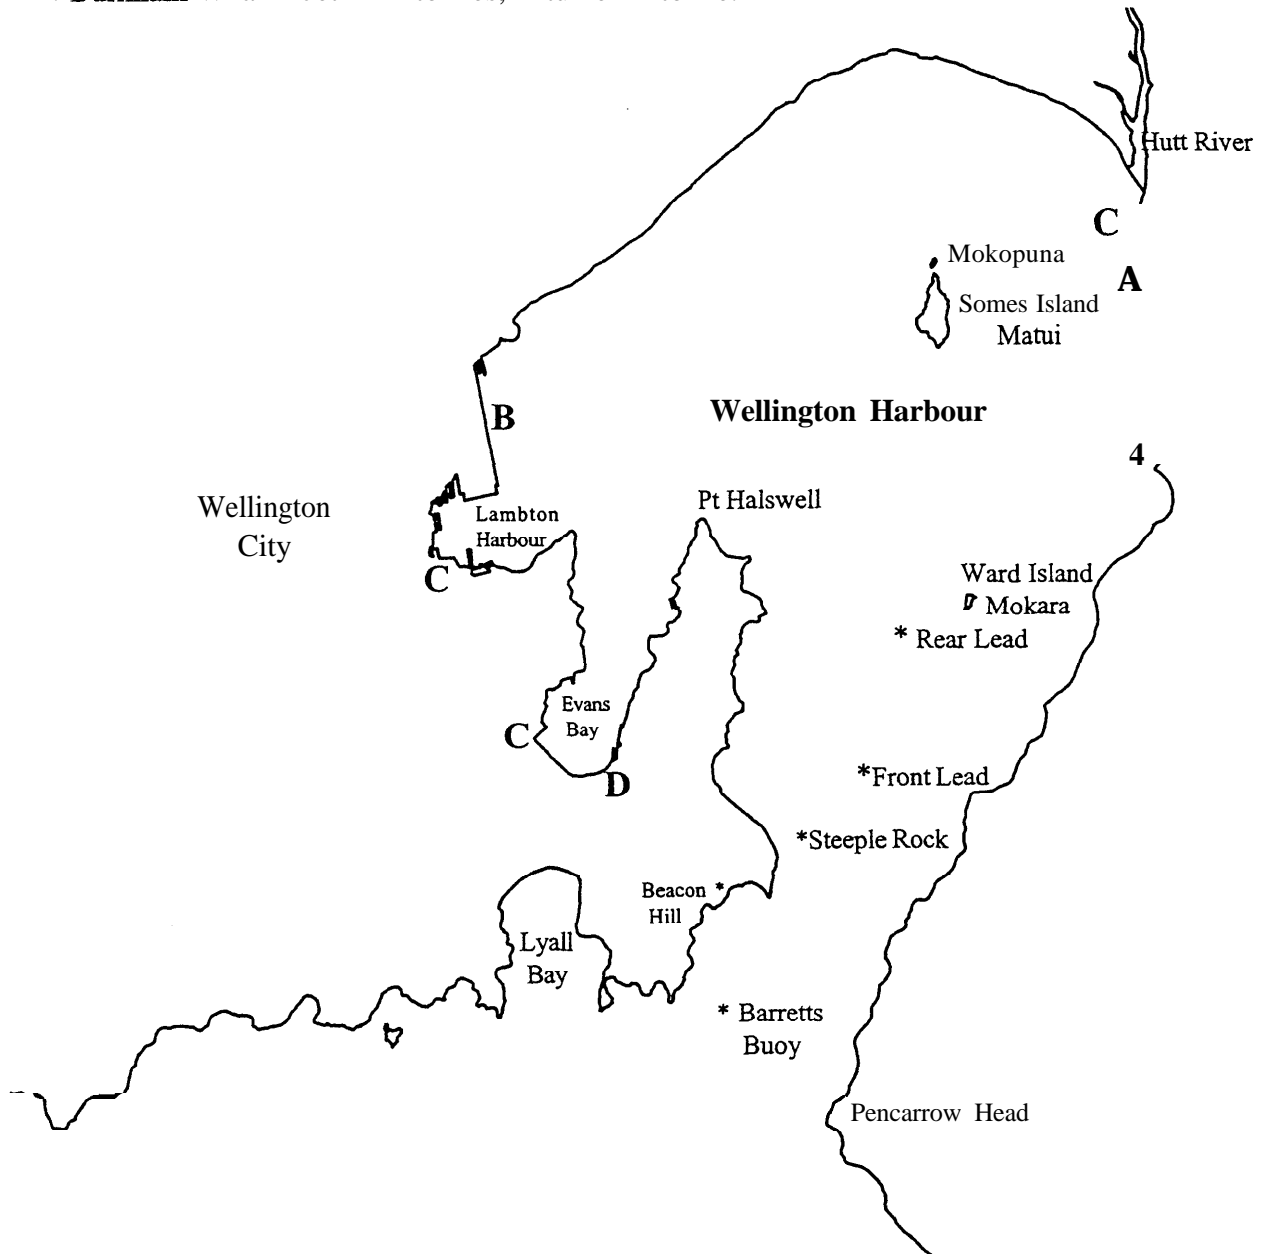 Hutt River
C
Mokopuna
A
Somes Island
Matui
B
Wellington Harbour
4
Pt Halswell
Wellington
City
Lambton
Harbour
C
Ward Island
Mokara
* Rear Lead
Evans
Bay
C
D
*Front Lead
*Steeple Rock
Beacon *
Hill
Lyall
Bay
* Barretts
Buoy
Pencarrow Head